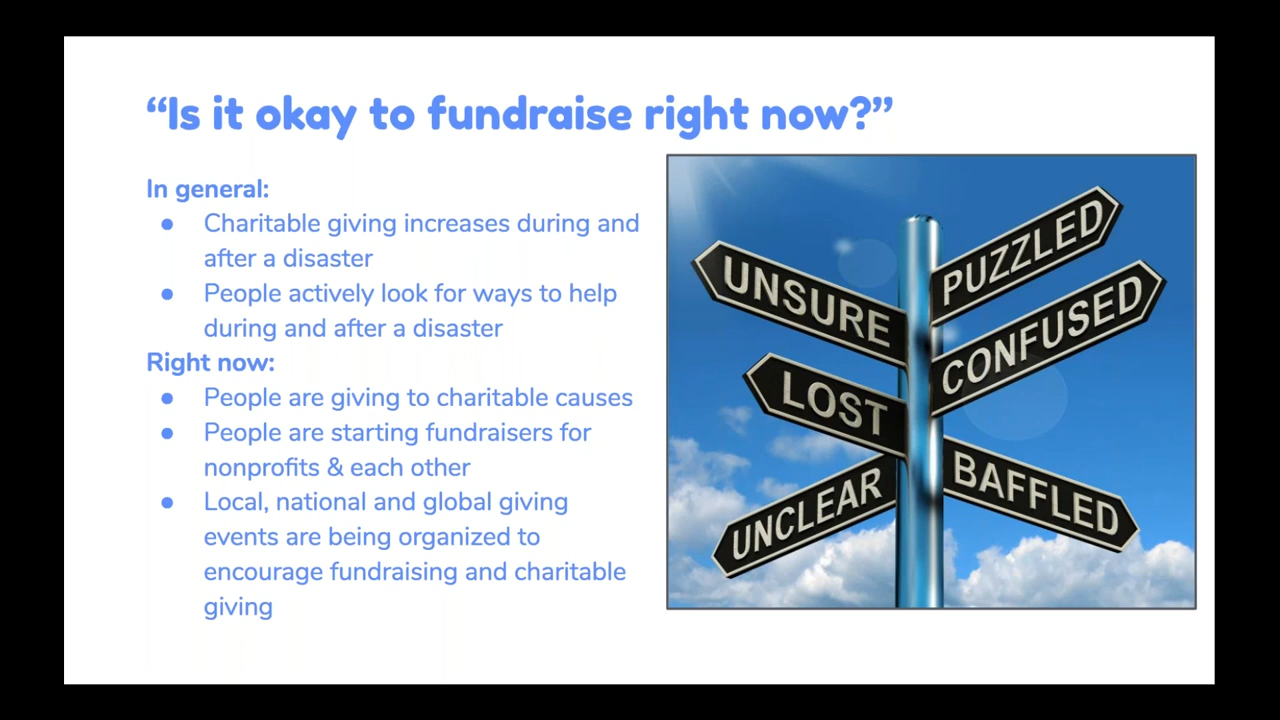 “Is it okay to fundraise right now?”
In general:
● Charitable giving increases during and
after a disaster
● People actively look for ways to help
during and after a disaster
Right now:
● People are giving to charitable causes
● People are starting fundraisers for
nonprofits & each other
● Local, national and global giving
events are being organized to
encourage fundraising and charitable
giving
PUZZLED
UNSURE
CONFUSED
LOST
BAFFLED
UNCLEAR